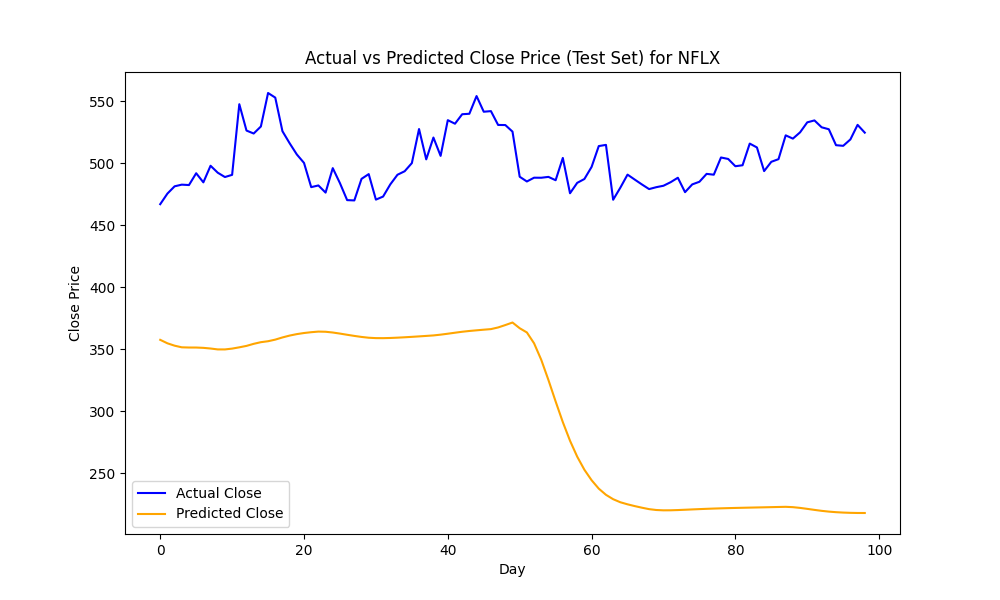 Actual vs Predicted Close Price (Test Set) for NFLX
Close Price
550
500
450
400
350
300
250
Actual Close
Predicted Close
0 20 40 60 80 100
Day